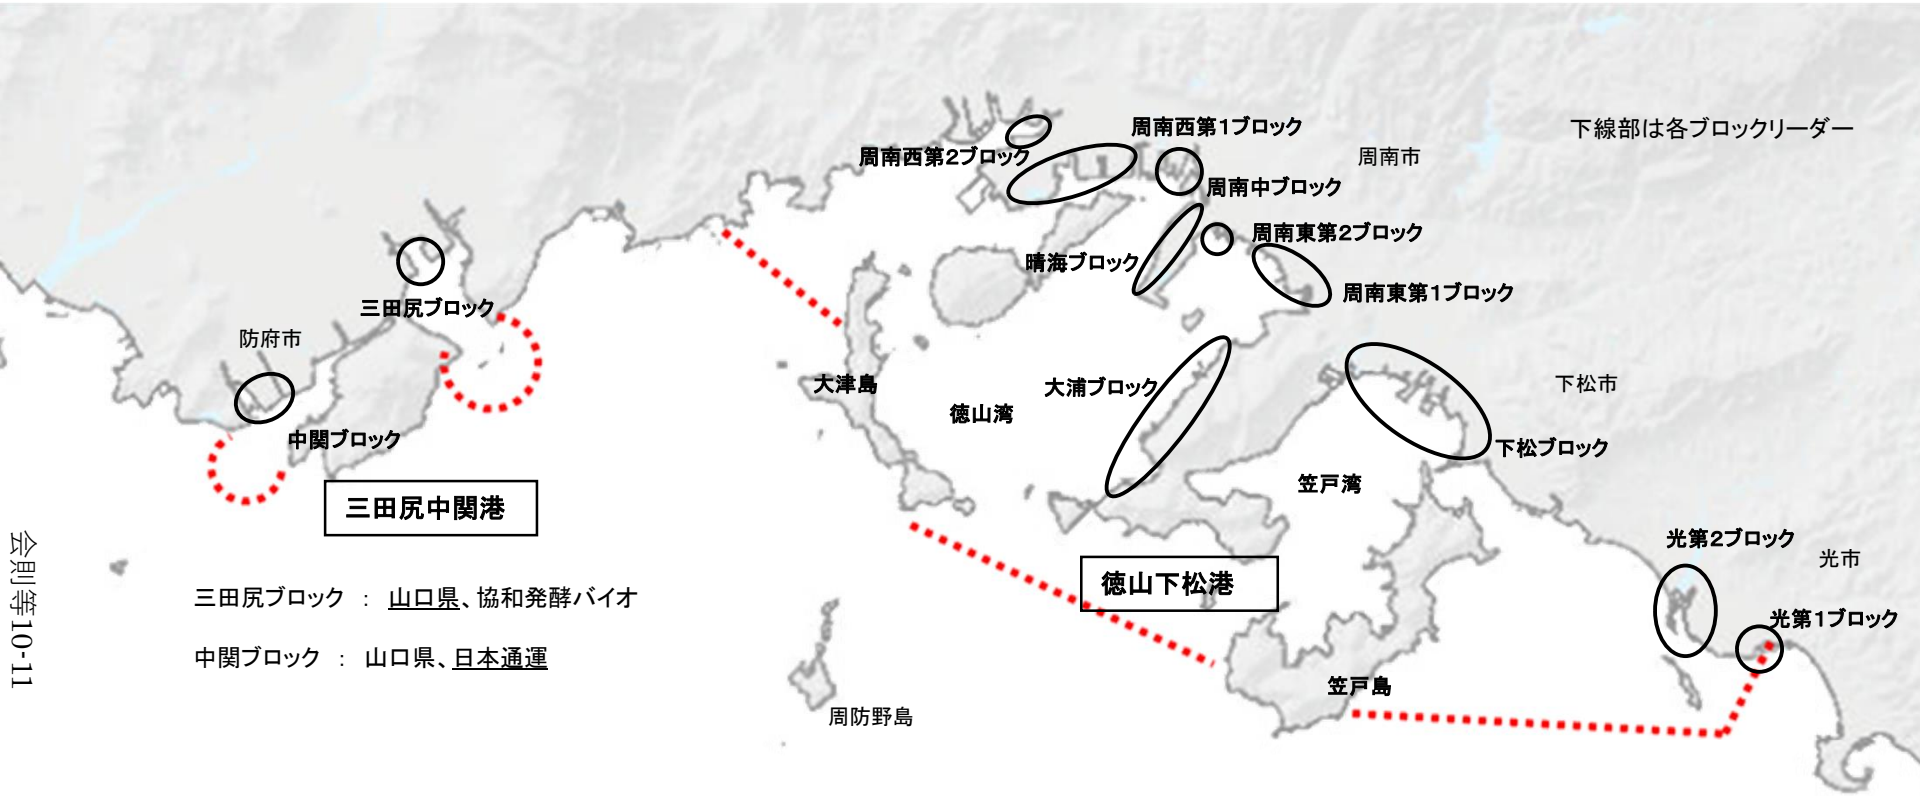 周南西第1ブロック
下線部は各ブロックリーダー
周南西第2ブロック
周南市
周南中ブロック
周南東第2ブロック
晴海ブロック
周南東第1ブロック
三田尻ブロック
防府市
大津島
大浦ブロック
下松市
徳山湾
中関ブロック
下松ブロック
笠戸湾
三田尻中関港
光第2ブロック
光市
徳山下松港
三田尻ブロック ： 山口県、協和発酵バイオ
光第1ブロック
中関ブロック ： 山口県、日本通運
笠戸島
周防野島
会則等10-11